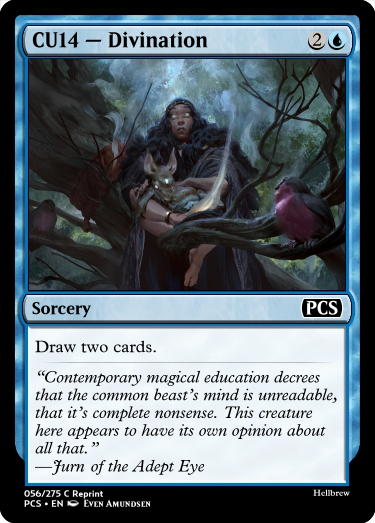 CU14 — Divination
2
Sorcery
PCS
Draw two cards.
“Contemporary magical education decrees
that the common beast’s mind is unreadable,
that it’s complete nonsense. This creature
here appears to have its own opinion about
all that.”
—Jurn of the Adept Eye
056/275 C Reprint
Hellbrew
PCS • EN Even Amundsen